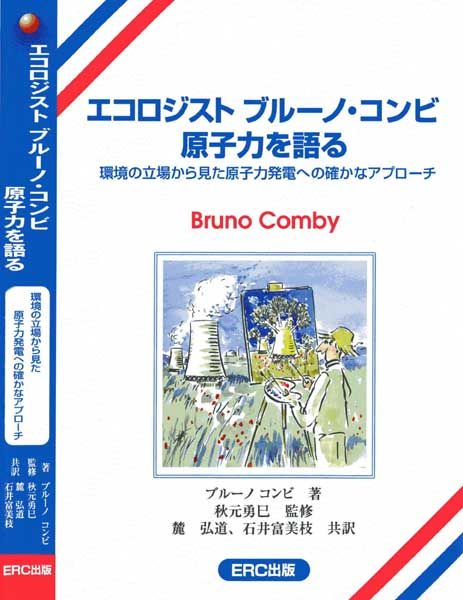 エコロジスト ブルーノ・コンビ
原子力を語る
環境の立場から見た
原子力発電への確かなアプローチ
著 ブルーノ コンビ
監修 秋元勇巳
共訳 麓 弘道
石井富美枝
ERC出版
エコロジスト ブルーノ・コンビ
原子力を語る
環境の立場から見た原子力発電への確かなアプローチ
Bruno Comby
ブルーノ コンビ 著
秋元勇巳 監修
麓 弘道、石井富美枝 共訳
ERC出版